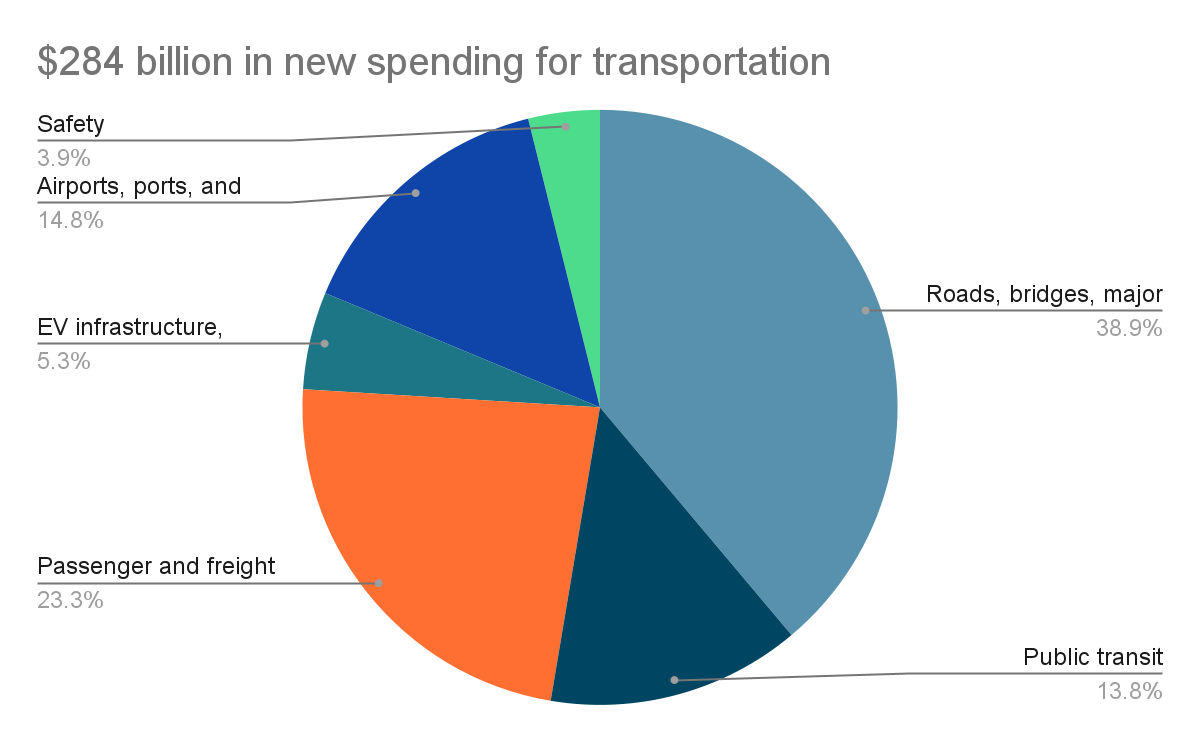 $284 billion in new spending for transportation
Safety
3.9%
Airports, ports, and
14.8%
EV infrastructure,
5.3%
Passenger and freight
23.3%
Roads, bridges, major
38.9%
Public transit
13.8%